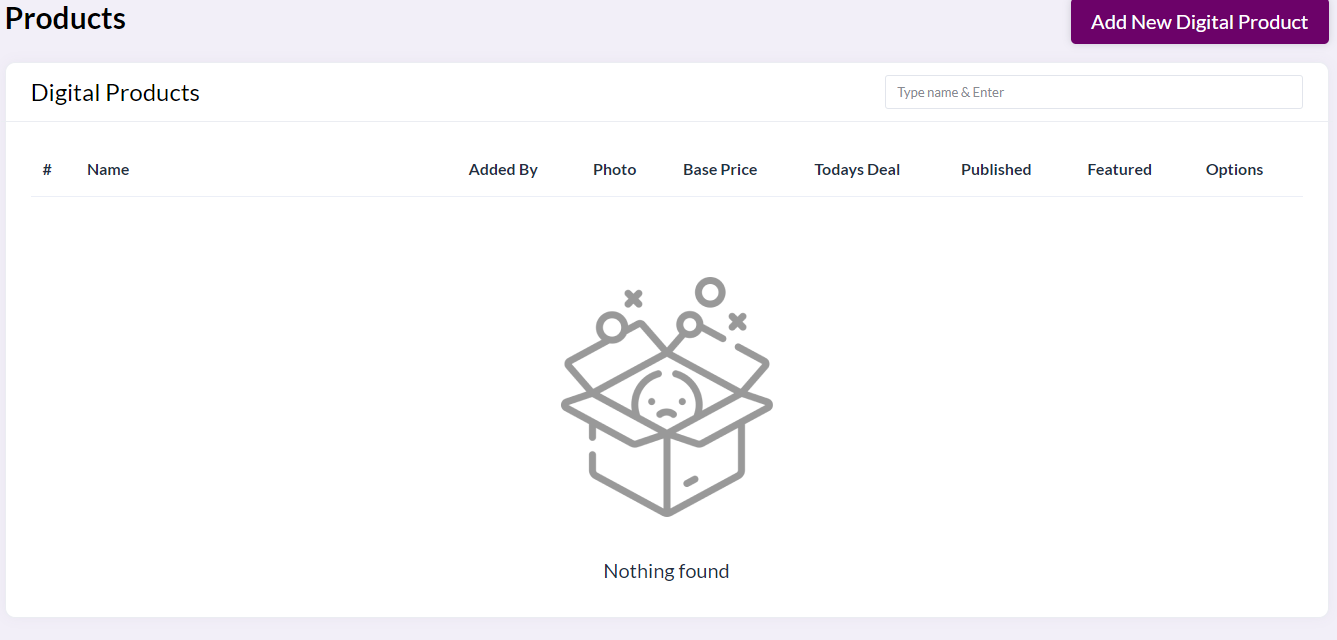 Products
Add New Digital Product
Digital Products
Type name & Enter
# Name Added By Photo Base Price Todays Deal Published Featured Options
Nothing found